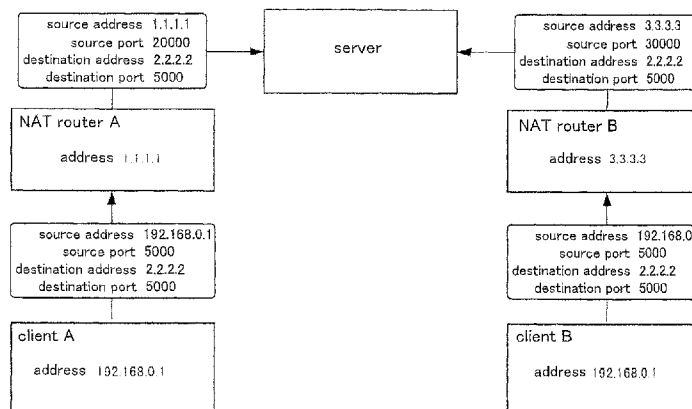 source address 1.1.1.1
source port 20000
destination address 2.2.2.2
destination port 5000
server
source address 3.3.3.3
source port 30000
destination address 2.2.2.2
destination port 5000
NAT router A
address 1.1.1.1
NAT router B
address 3.3.3.3
source address 192.168.0.1
source port 5000
destination address 2.2.2.2
destination port 5000
source address 192.168.0
source port 5000
destination address 2.2.2.2
destination port 5000
client A
address 192.168.0.1
client B
address 192.168.0.1